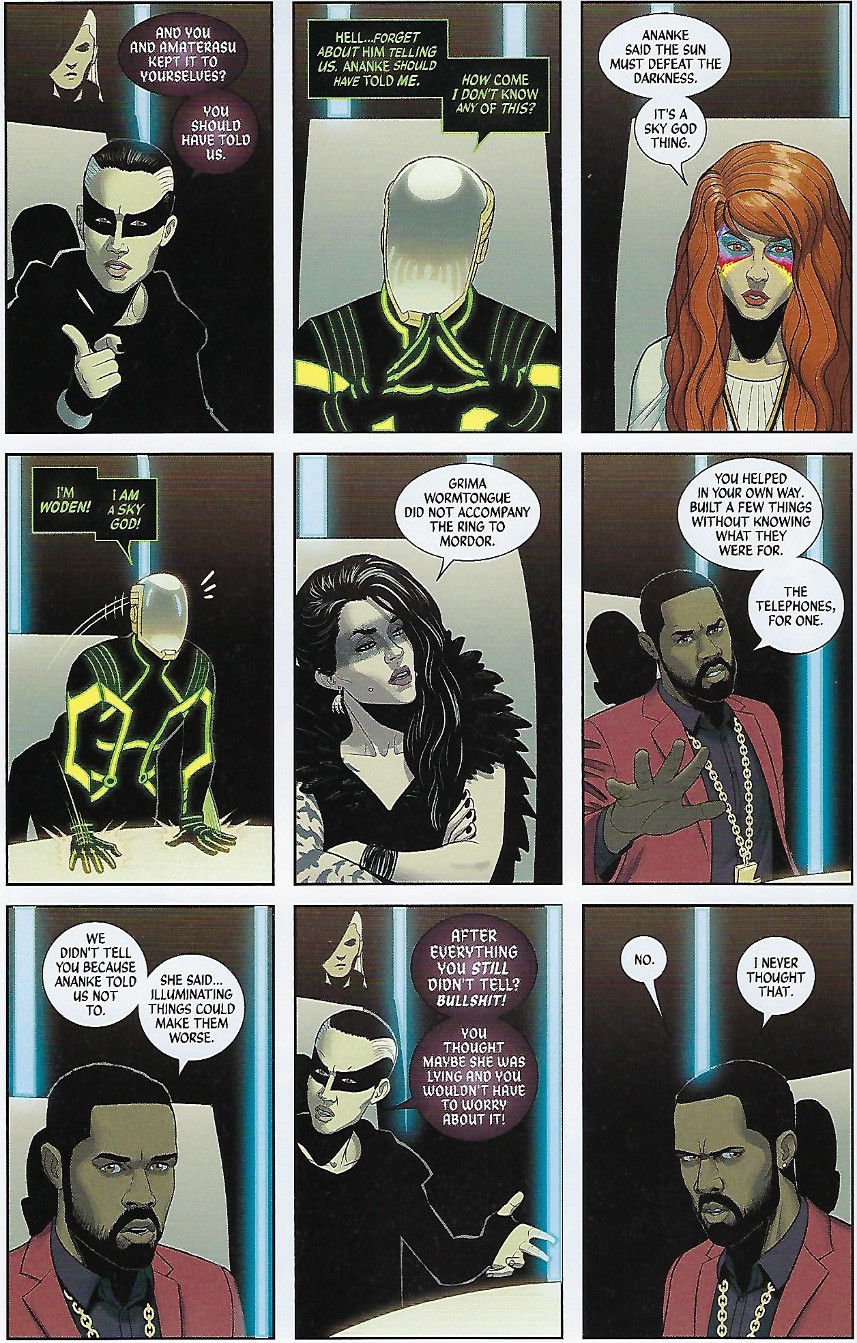 AND YOU
AND AMATERASU
KEPT IT TO
YOURSELVES?
YOU
SHOULD
HAVE TOLD
US.
HELL...FORGET
ABOUT HIM TELLING
US. ANANKE SHOULD
HAVE TOLD ME.
HOW COME
I DON'T KNOW
ANY OF THIS?
ANANKE
SAID THE SUN
MUST DEFEAT THE
DARKNESS.
IT'S A
SKY GOD
THING.
I'M
WODEN!
I AM
A SKY
GOD!
GRIMA
WORMTONGUE
DID NOT ACCOMPANY
THE RING TO
MORDOR.
YOU HELPED
IN YOUR OWN WAY.
BUILT A FEW THINGS
WITHOUT KNOWING
WHAT THEY
WERE FOR.
THE
TELEPHONES,
FOR ONE.
WE
DIDN'T TELL
YOU BECAUSE
ANANKE TOLD
US NOT
TO.
SHE SAID...
ILLUMINATING
THINGS COULD
MAKE THEM
WORSE.
AFTER
EVERYTHING
YOU STILL
DIDN'T TELL?
BULLSHIT!
YOU
THOUGHT
MAYBE SHE WAS
LYING AND YOU
WOULDN'T HAVE
TO WORRY
ABOUT IT!
NO.
I NEVER
THOUGHT
THAT.